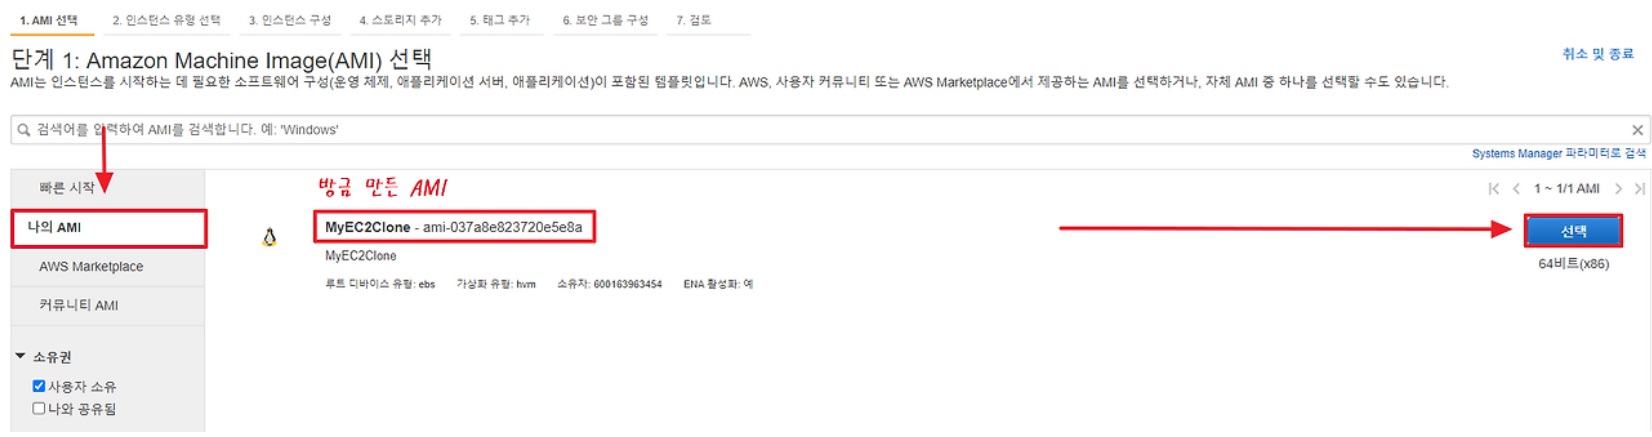 1. AMI 선택 2. 인스턴스 유형 선택 3. 인스턴스 구성 4. 스토리지 추가 5. 태그 추가 6. 보안 그룹 구성 7. 검토
단계 1: Amazon Machine Image(AMI) 선택 취소 및 종료
AMI는 인스턴스를 시작하는 데 필요한 소프트웨어 구성(운영 체제, 애플리케이션 서버, 애플리케이션)이 포함된 템플릿입니다. AWS, 사용자 커뮤니티 또는 AWS Marketplace에서 제공하는 AMI를 선택하거나, 자체 AMI 중 하나를 선택할 수도 있습니다.
검색어를 입력하여 AMI를 검색합니다. 예: 'Windows'
Systems Manager 파라미터로 검색
빠른 시작
나의 AMI
AWS Marketplace
커뮤니티 AMI
소유권
사용자 소유
나와 공유됨
방금 만든 AMI
1 ~ 1/1 AMI
MyEC2Clone - ami-037a8e823720e5e8a
선택
MyEC2Clone
64비트(x86)
루트 디바이스 유형: ebs 가상화 유형: hvm 소유자: 600163963454 ENA 활성화: 예